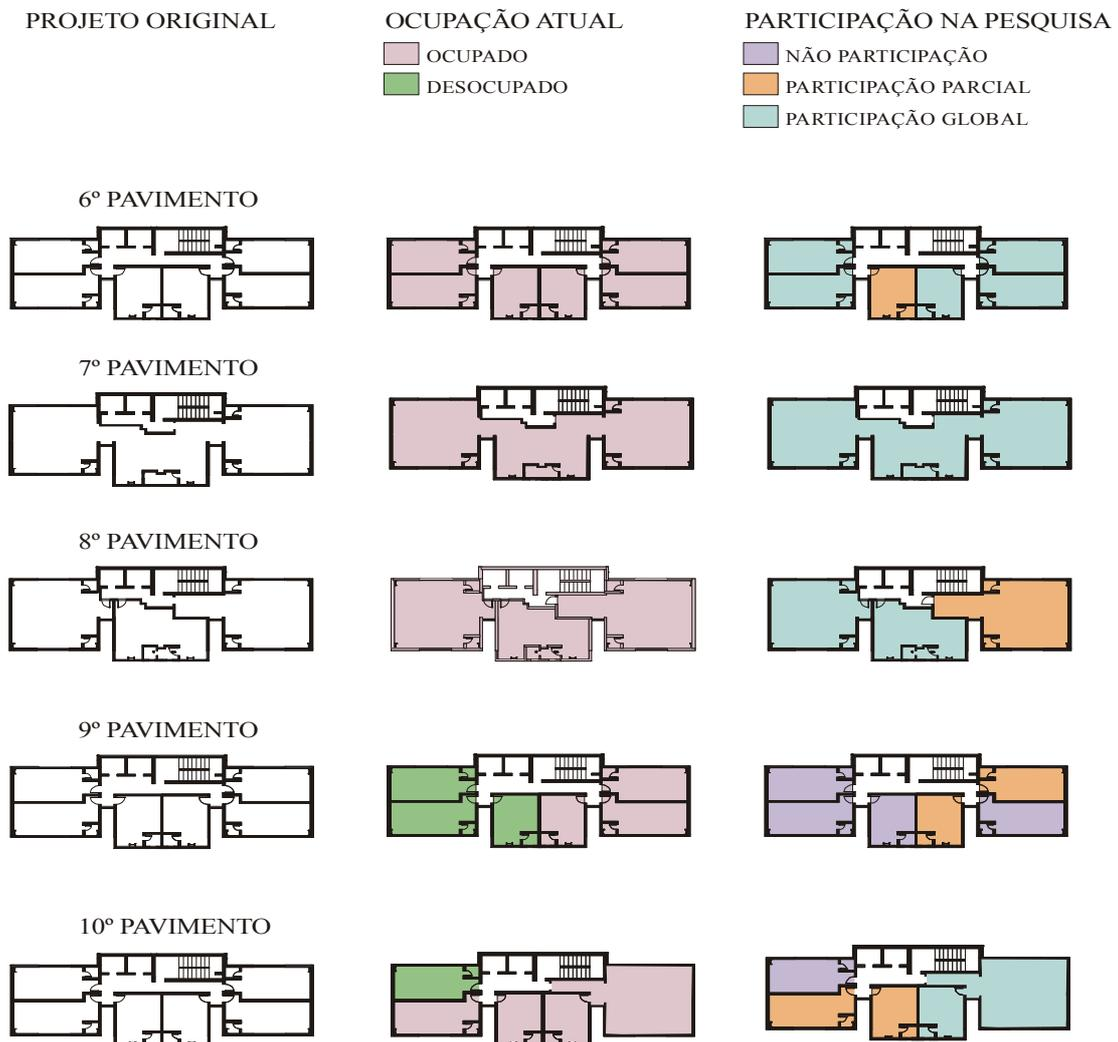 PROJETO ORIGINAL
OCUPAÇÃO ATUAL
OCUPADO
DESOCUPADO
PARTICIPAÇÃO NA PESQUISA
NÃO PARTICIPAÇÃO
PARTICIPAÇÃO PARCIAL
PARTICIPAÇÃO GLOBAL
6º PAVIMENTO
7º PAVIMENTO
8º PAVIMENTO
9º PAVIMENTO
10º PAVIMENTO